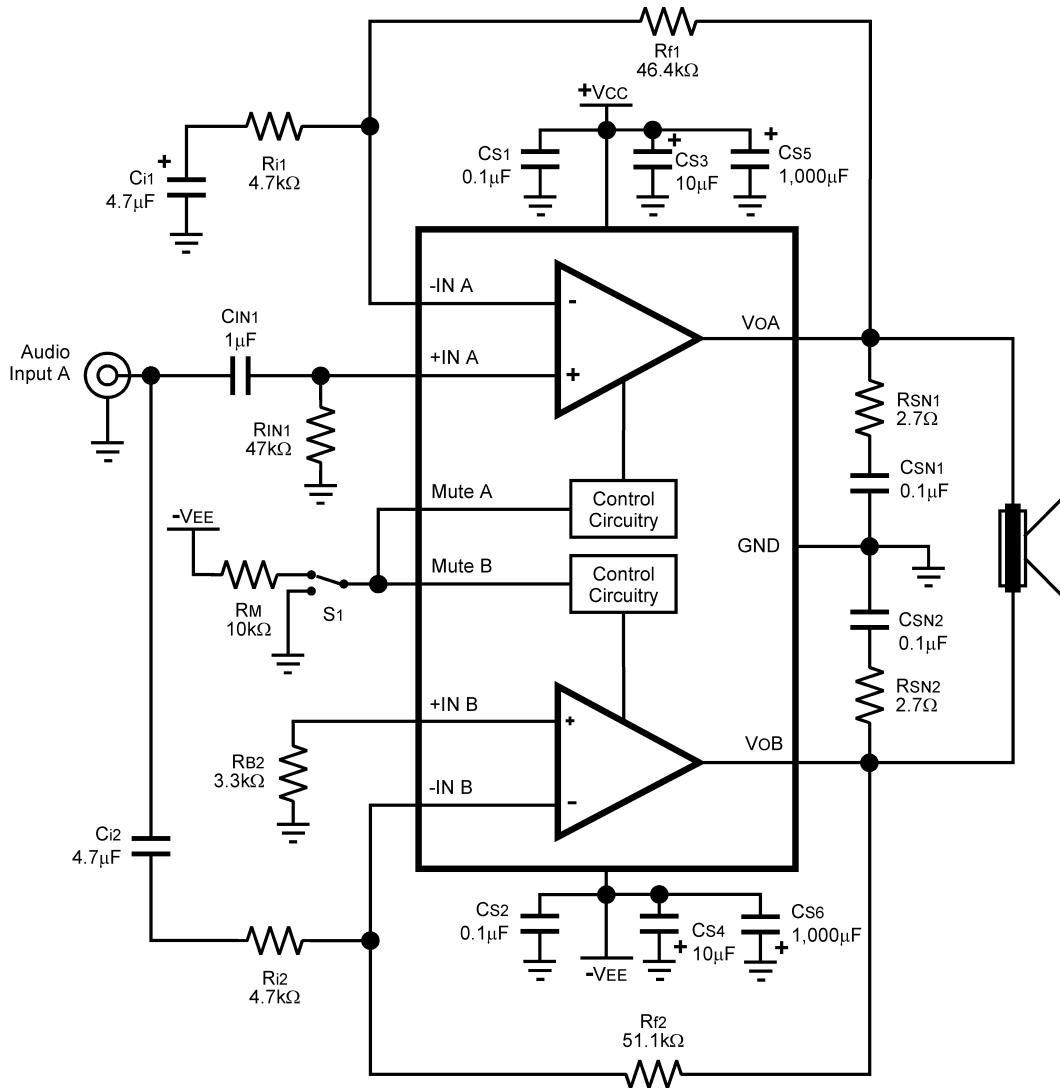 Rf1
46.4kΩ
+VCC
Ri1
4.7kΩ
Ci1
+
4.7µF
CS1
0.1µF
+
CS3
10µF
+
CS5
1,000µF
-IN A
-
VOA
CIN1
1µF
Audio
Input A
+IN A
+
RIN1
47kΩ
RSN1
2.7Ω
CSN1
0.1µF
Mute A
Control
Circuitry
-VEE
GND
Mute B
Control
Circuitry
RM
10kΩ
S1
CSN2
0.1µF
RSN2
2.7Ω
+IN B
+
VOB
RB2
3.3kΩ
-IN B
-
Ci2
4.7µF
CS2
0.1µF
CS4
+
10µF
CS6
1,000µF
+
-VEE
Ri2
4.7kΩ
Rf2
51.1kΩ